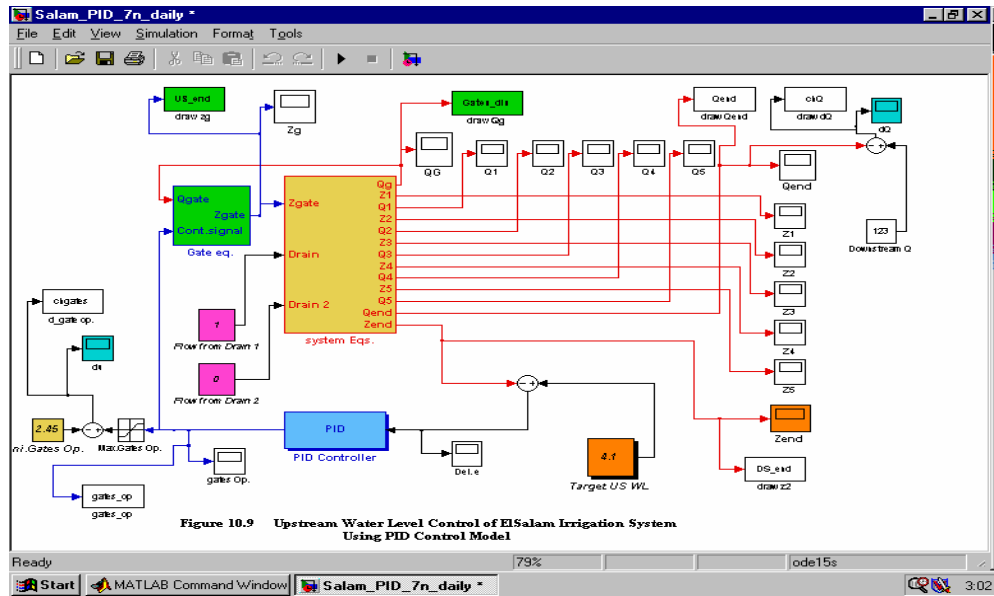 Salam_PID_7n_daily *
File Edit View Simulation Format Tools
US_end
draw zg
Zg
Gates_dis
draw Qg
QG
Q1
Q2
Q3
Q4
Q5
Qend
draw Qend
chQ
draw dQ
dQ
Qend
123
Downstream Q
Qgate
Zgate
Cont.signal
Gate eq.
Zgate
Drain
Drain 2
Qg
Z1
Q1
Z2
Q2
Z3
Q3
Z4
Q4
Z5
Q5
Qend
Zend
system Eqs.
Z1
Z2
Z3
Z4
Z5
Zend
DS_end
draw z2
chgates
d_gate op.
du
1
Flow from Drain 1
0
Flow from Drain 2
2.45
ni.Gates Op.
Max.Gates Op.
gates Op.
gates_op
gates_op
PID
PID Controller
Del.e
4.1
Target US WL
Figure 10.9 Upstream Water Level Control of ElSalam Irrigation System
Using PID Control Model
Ready 79% ode15s
Start MATLAB Command Window Salam_PID_7n_daily * 3:02